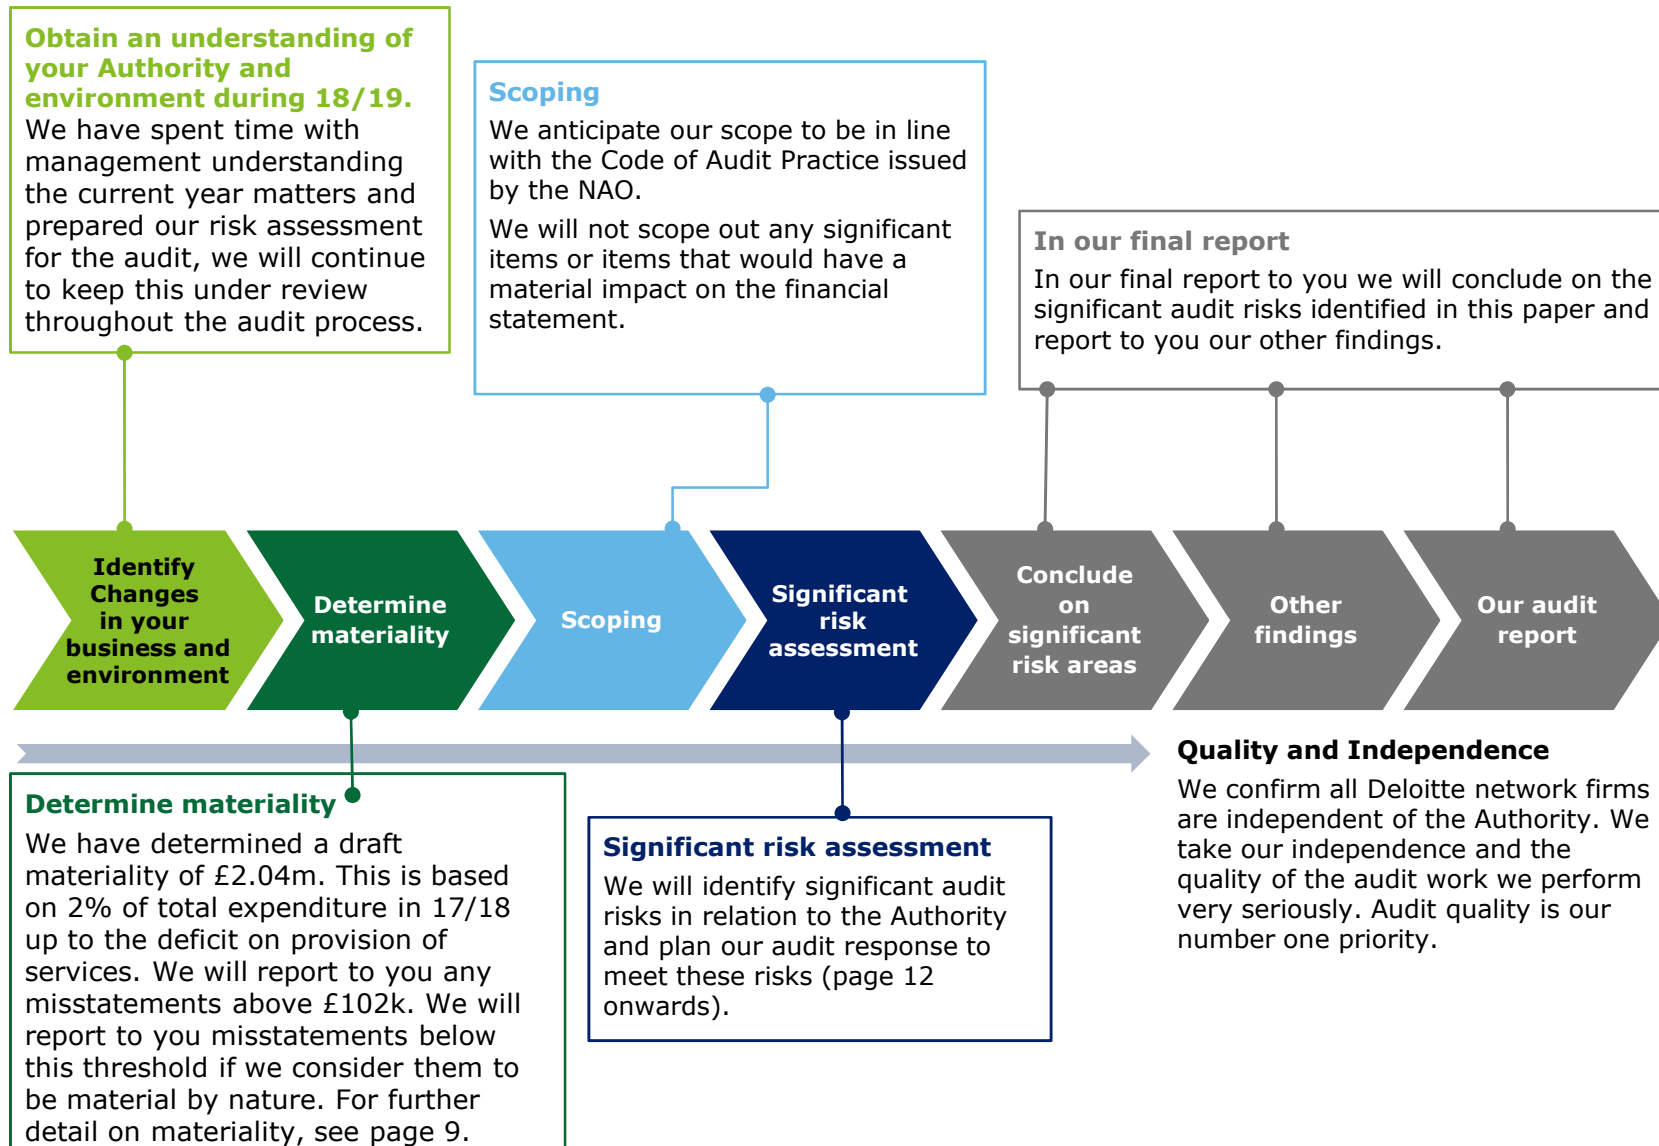 Obtain an understanding of
your Authority and
environment during 18/19.
We have spent time with
management understanding
the current year matters and
prepared our risk assessment
for the audit, we will continue
to keep this under review
throughout the audit process.
Scoping
We anticipate our scope to be in line
with the Code of Audit Practice issued
by the NAO.
We will not scope out any significant
items or items that would have a
material impact on the financial
statement.
In our final report
In our final report to you we will conclude on the
significant audit risks identified in this paper and
report to you our other findings.
Identify
Changes
in your
business and
environment
Determine
materiality
Scoping
Significant
risk
assessment
Conclude
on
significant
risk areas
Other
findings
Our audit
report
Determine materiality
We have determined a draft
materiality of £2.04m. This is based
on 2% of total expenditure in 17/18
up to the deficit on provision of
services. We will report to you any
misstatements above £102k. We will
report to you misstatements below
this threshold if we consider them to
be material by nature. For further
detail on materiality, see page 9.
Significant risk assessment
We will identify significant audit
risks in relation to the Authority
and plan our audit response to
meet these risks (page 12
onwards).
Quality and Independence
We confirm all Deloitte network firms
are independent of the Authority. We
take our independence and the
quality of the audit work we perform
very seriously. Audit quality is our
number one priority.